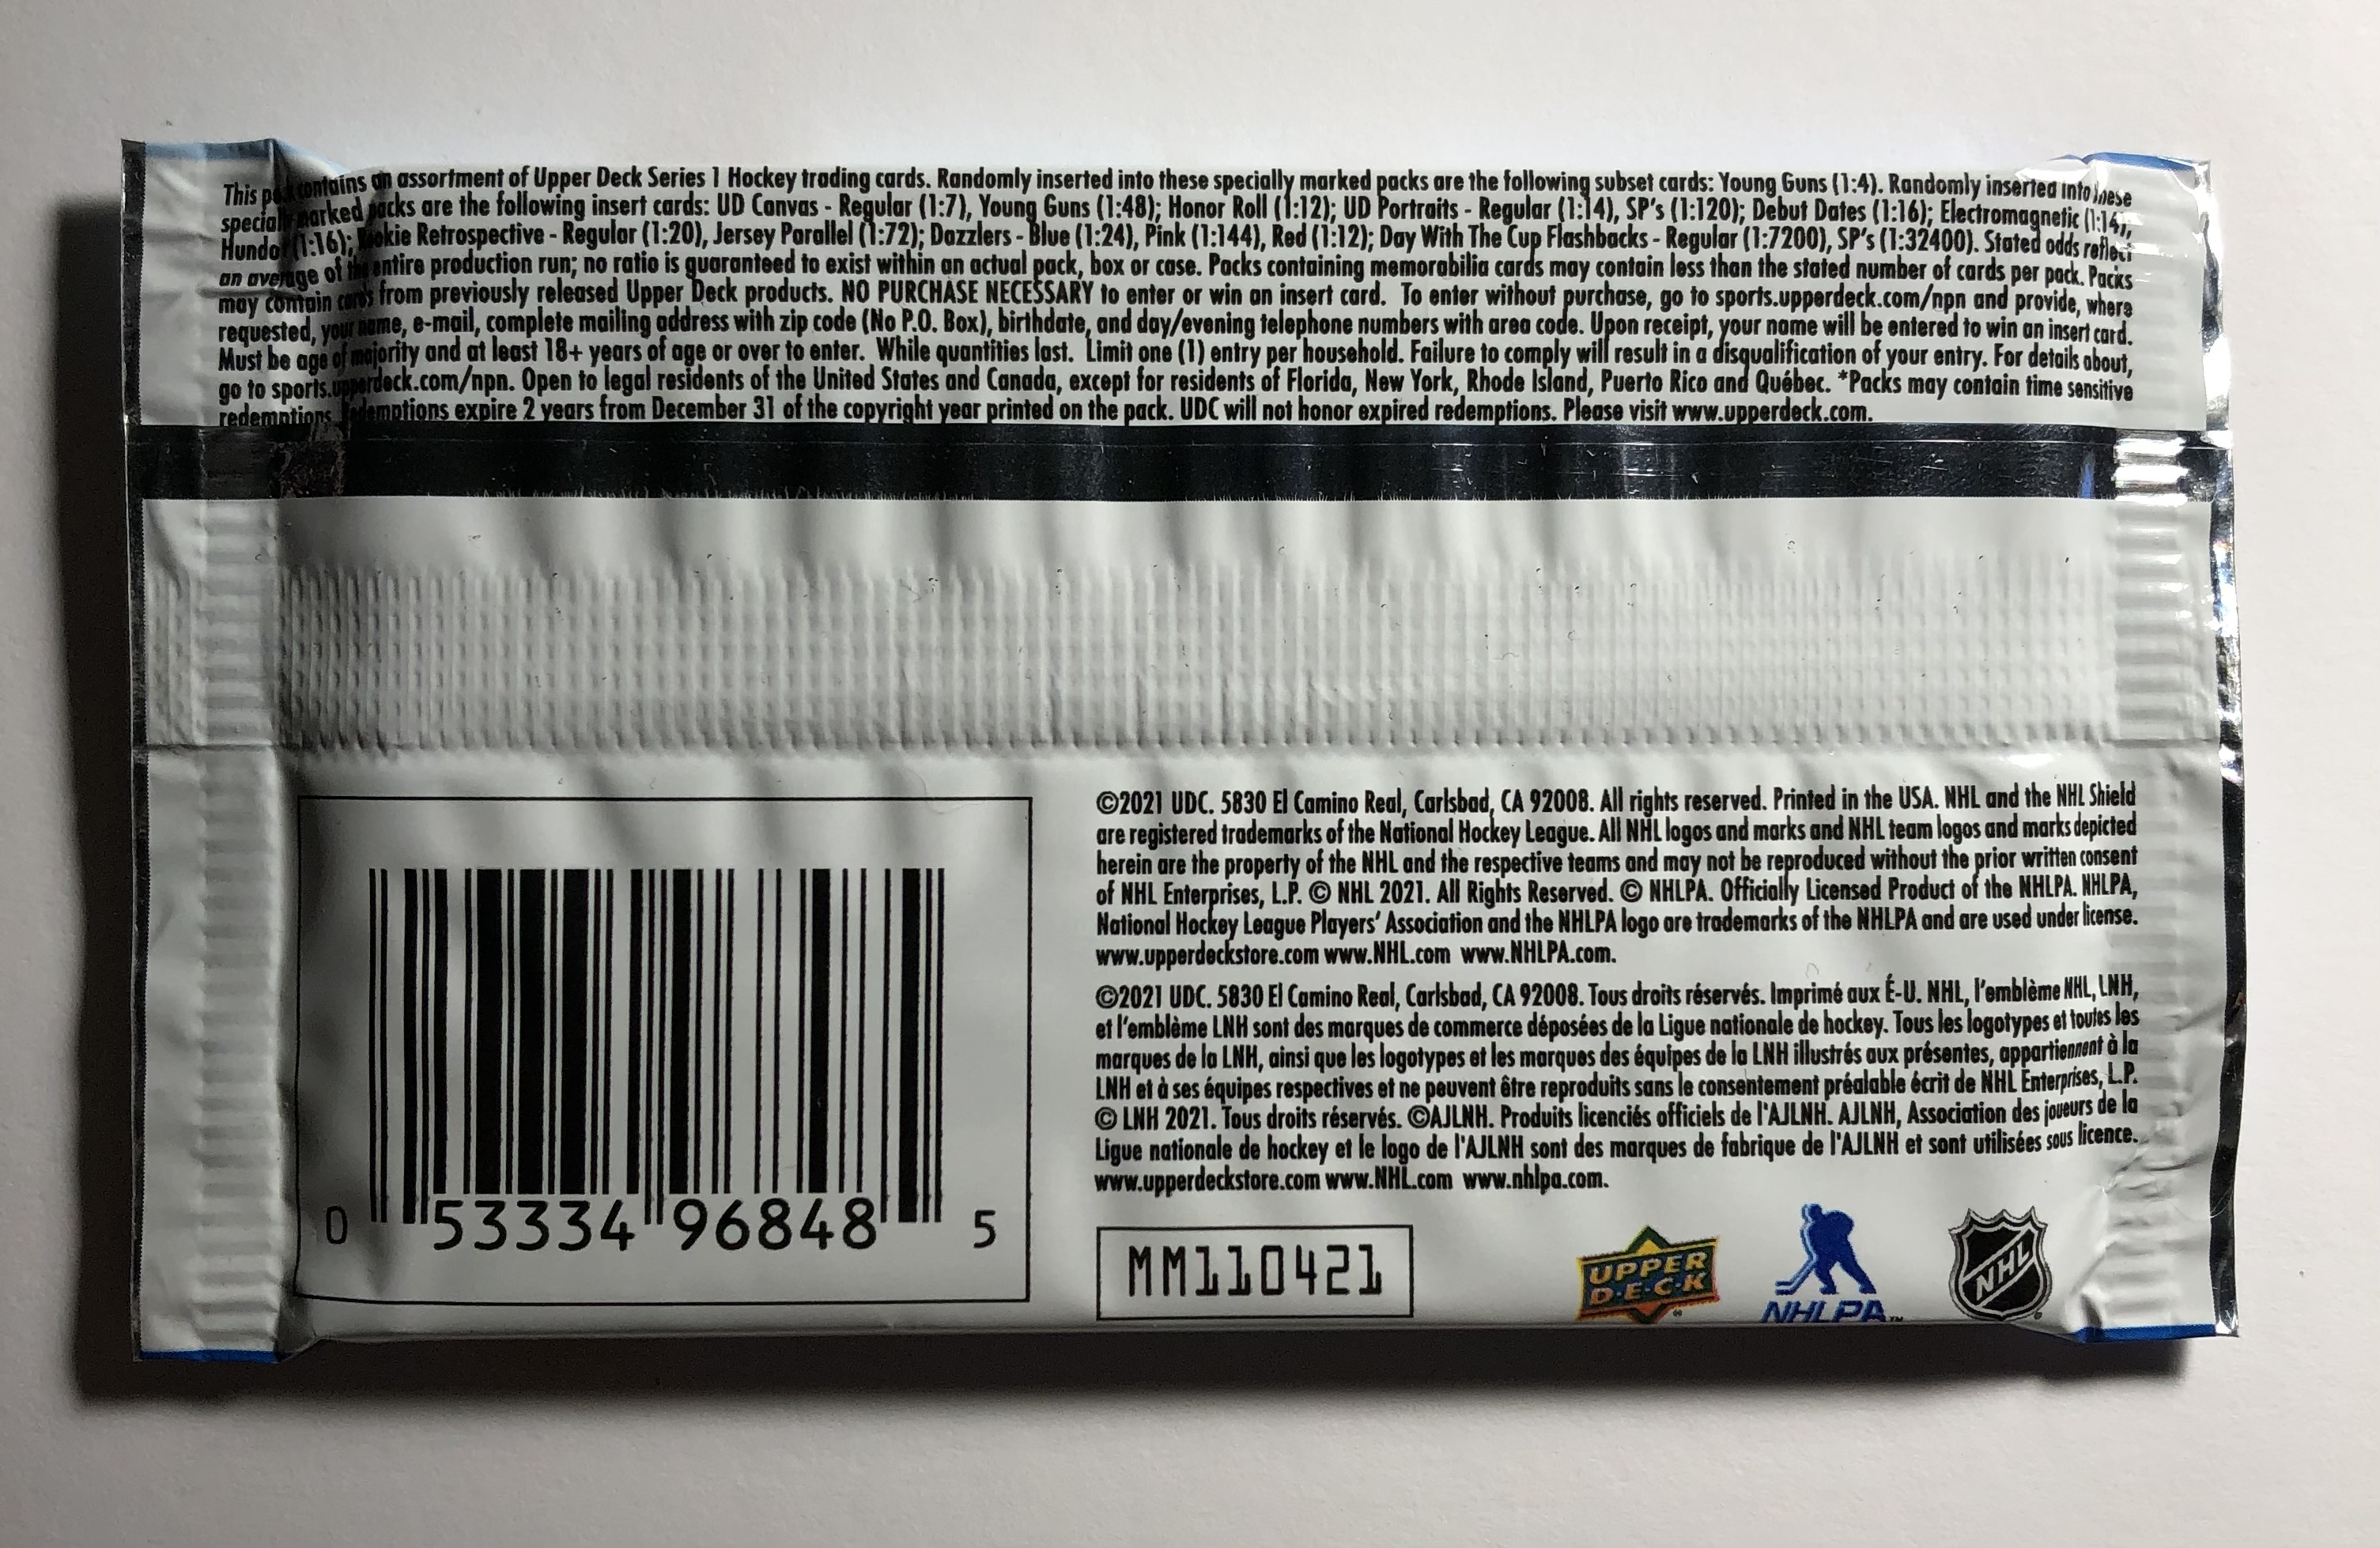 This contains an assortment of Upper Deck Series 1 Hockey trading cards. Randomly inserted into these specially marked packs are the following subset cards: Young Guns (1:4). Randomly inserted into these
marked packs are the following insert cards: UD Canvas - Regular (1:7), Young Guns (1:48); Honor Roll (1:12); UD Portraits - Regular (1:14), SP's (1:120); Debut Dates (1:16); Electromagnetic (1:14),
(1:16); Retrospective - Regular (1:20), Jersey Parallel (1:72); Dazzlers - Blue (1:24), Pink (1:144), Red (1:12); Day With The Cup Flashbacks - Regular (1:7200), SP's (1:32400). Stated odds reflect
an average of the entire production run; no ratio is guaranteed to exist within an actual pack, box or case. Packs containing memorabilia cards may contain less than the stated number of cards per pack. Packs
may contain cards from previously released Upper Deck products. NO PURCHASE NECESSARY to enter or win an insert card. To enter without purchase, go to sports.upperdeck.com/npn and provide, where
requested, your name, e-mail, complete mailing address with zip code (No P.O. Box), birthdate, and day/evening telephone numbers with area code. Upon receipt, your name will be entered to win an insert card.
Must be age of majority and at least 18+ years of age or over to enter. While quantities last. Limit one (1) entry per household. Failure to comply will result in a disqualification of your entry. For details about,
go to sports.upperdeck.com/npn. Open to legal residents of the United States and Canada, except for residents of Florida, New York, Rhode Island, Puerto Rico and Québec. *Packs may contain time sensitive
redemptions. Redemptions expire 2 years from December 31 of the copyright year printed on the pack. UDC will not honor expired redemptions. Please visit www.upperdeck.com.
©2021 UDC. 5830 El Camino Real, Carlsbad, CA 92008. All rights reserved. Printed in the USA. NHL and the NHL Shield
are registered trademarks of the National Hockey League. All NHL logos and marks and NHL team logos and marks depicted
herein are the property of the NHL and the respective teams and may not be reproduced without the prior written consent
of NHL Enterprises, L.P. © NHL 2021. All Rights Reserved. © NHLPA. Officially Licensed Product of the NHLPA. NHLPA,
National Hockey League Players' Association and the NHLPA logo are trademarks of the NHLPA and are used under license.
www.upperdeckstore.com www.NHL.com www.NHLPA.com.
©2021 UDC. 5830 El Camino Real, Carlsbad, CA 92008. Tous droits réservés. Imprimé aux É-U. NHL, l'emblème NHL, LNH,
et l'emblème LNH sont des marques de commerce déposées de la Ligue nationale de hockey. Tous les logotypes et toutes les
marques de la LNH, ainsi que les logotypes et les marques des équipes de la LNH illustrés aux présentes, appartiennent à la
LNH et à ses équipes respectives et ne peuvent être reproduits sans le consentement préalable écrit de NHL Enterprises, L.P.
© LNH 2021. Tous droits réservés. ©AJLNH. Produits licenciés officiels de l'AJLNH. AJLNH, Association des joueurs de la
Ligue nationale de hockey et le logo de l'AJLNH sont des marques de fabrique de l'AJLNH et sont utilisées sous licence.
www.upperdeckstore.com www.NHL.com www.nhlpa.com.
0 53334 96848 5
MM110421
UPPER
D·E·C·K
NHLPA™
NHL